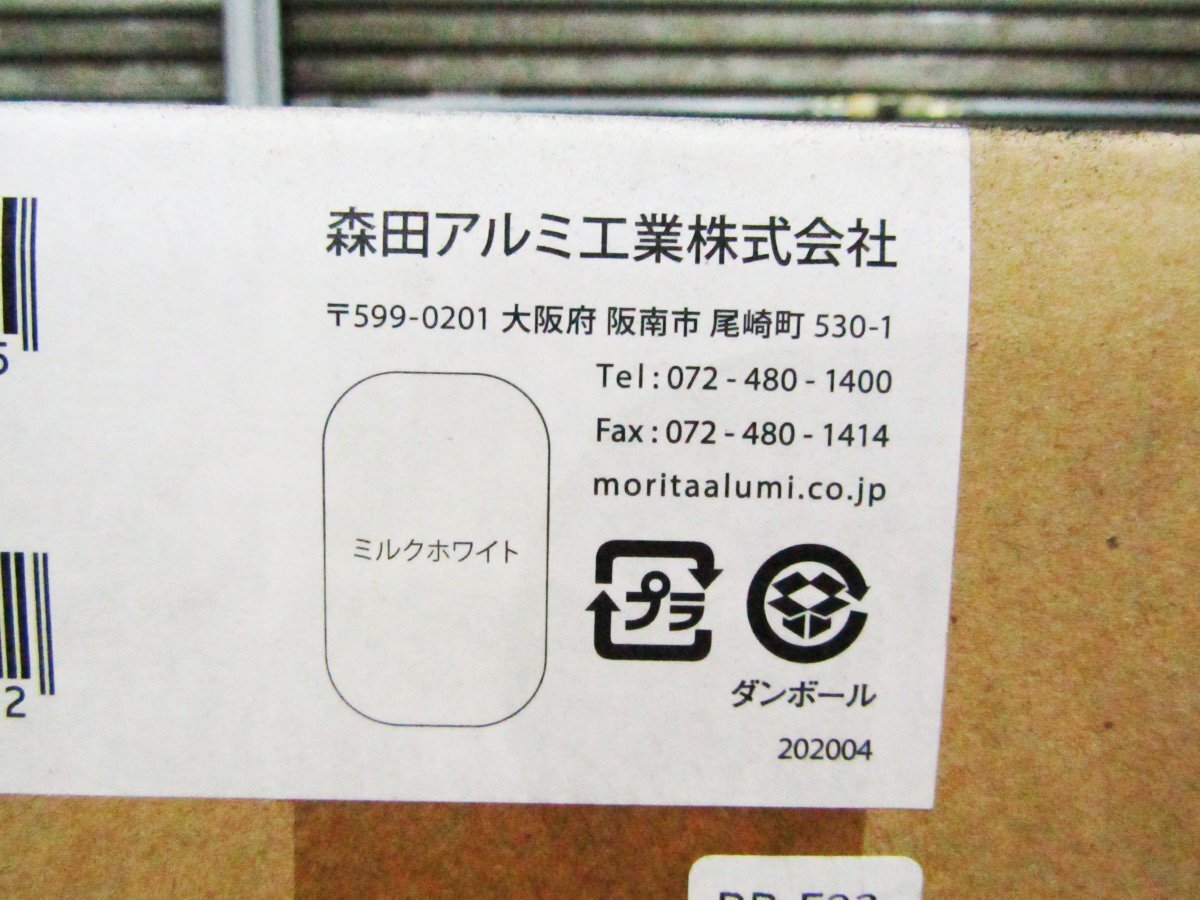 森田アルミ工業株式会社
〒599-0201 大阪府 阪南市 尾崎町 530-1
Tel : 072 - 480 - 1400
Fax : 072 - 480 - 1414
moritaalumi.co.jp
ミルクホワイト
プラ
ダンボール
202004
5
2